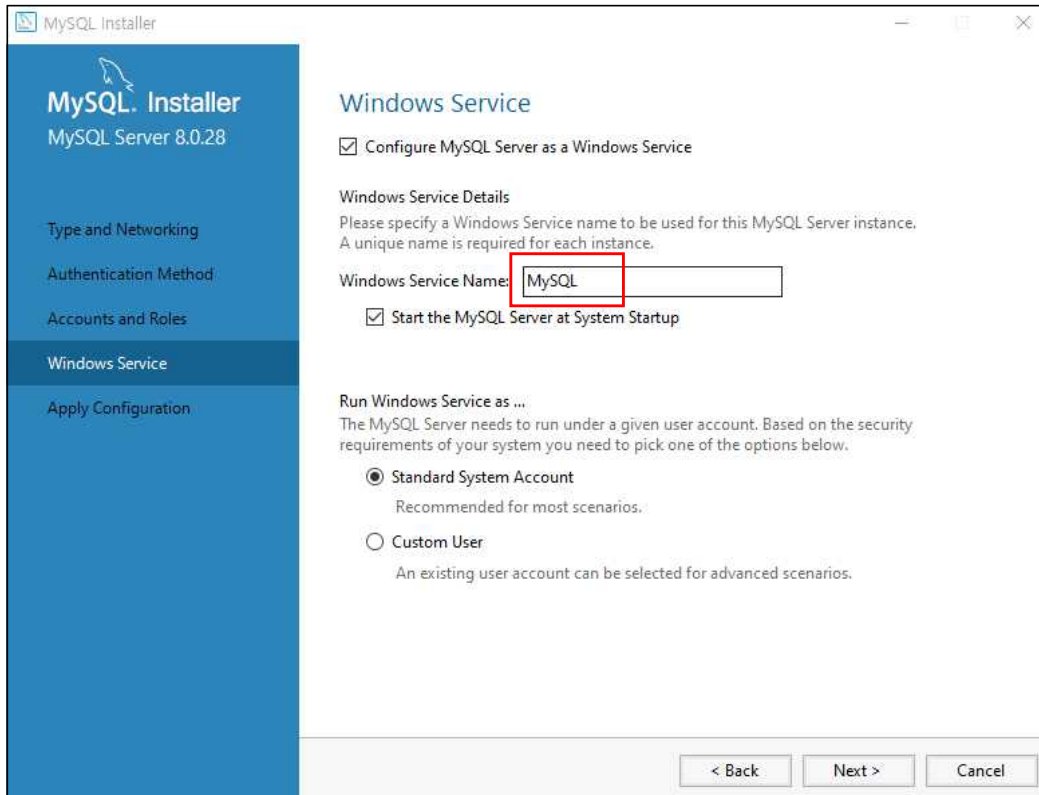 MySQL Installer
MySQL. Installer
MySQL Server 8.0.28
Type and Networking
Authentication Method
Accounts and Roles
Windows Service
Apply Configuration
Windows Service
Configure MySQL Server as a Windows Service
Windows Service Details
Please specify a Windows Service name to be used for this MySQL Server instance.
A unique name is required for each instance.
Windows Service Name: MySQL
Start the MySQL Server at System Startup
Run Windows Service as ...
The MySQL Server needs to run under a given user account. Based on the security
requirements of your system you need to pick one of the options below.
Standard System Account
Recommended for most scenarios.
Custom User
An existing user account can be selected for advanced scenarios.
< Back Next > Cancel